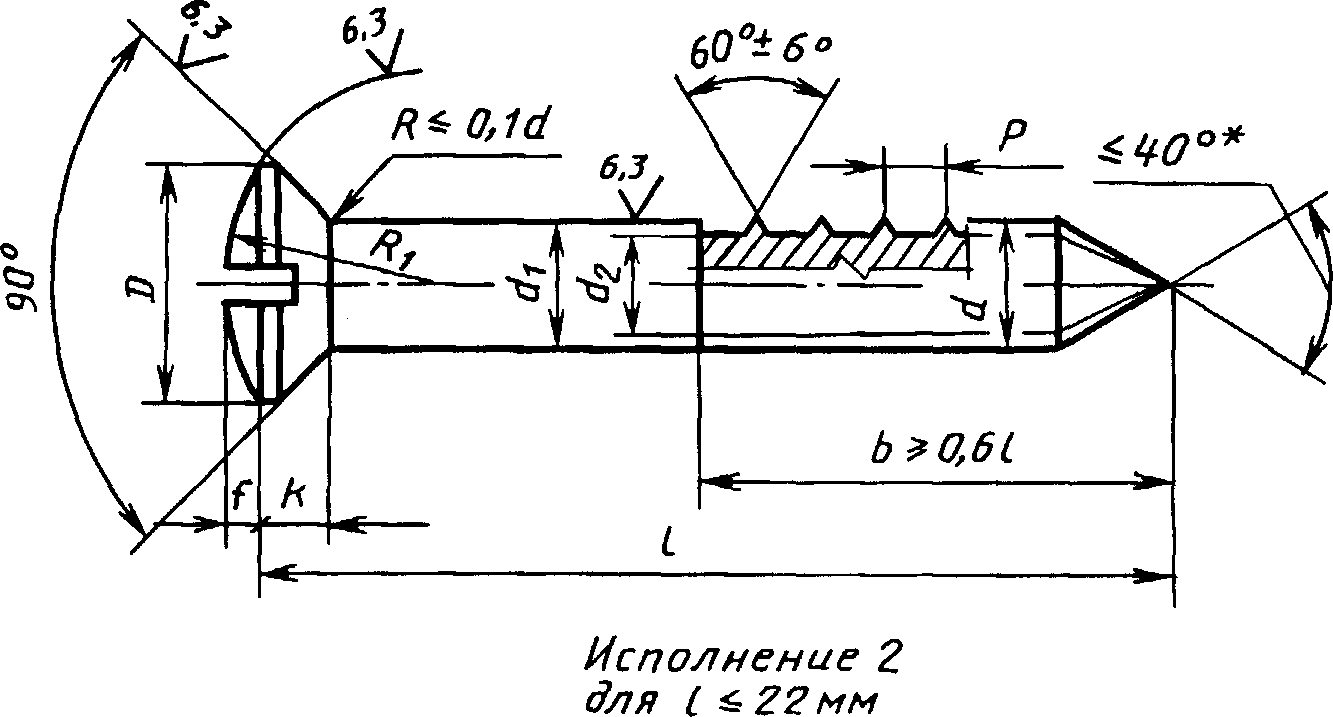 6,3
6,3
60°± 6°
R ≤ 0,1d
P
≤ 40°*
6,3
R₁
90°
D
d₁
d₂
d
b ≥ 0,6l
f
k
l
Исполнение 2
для l ≤ 22 мм